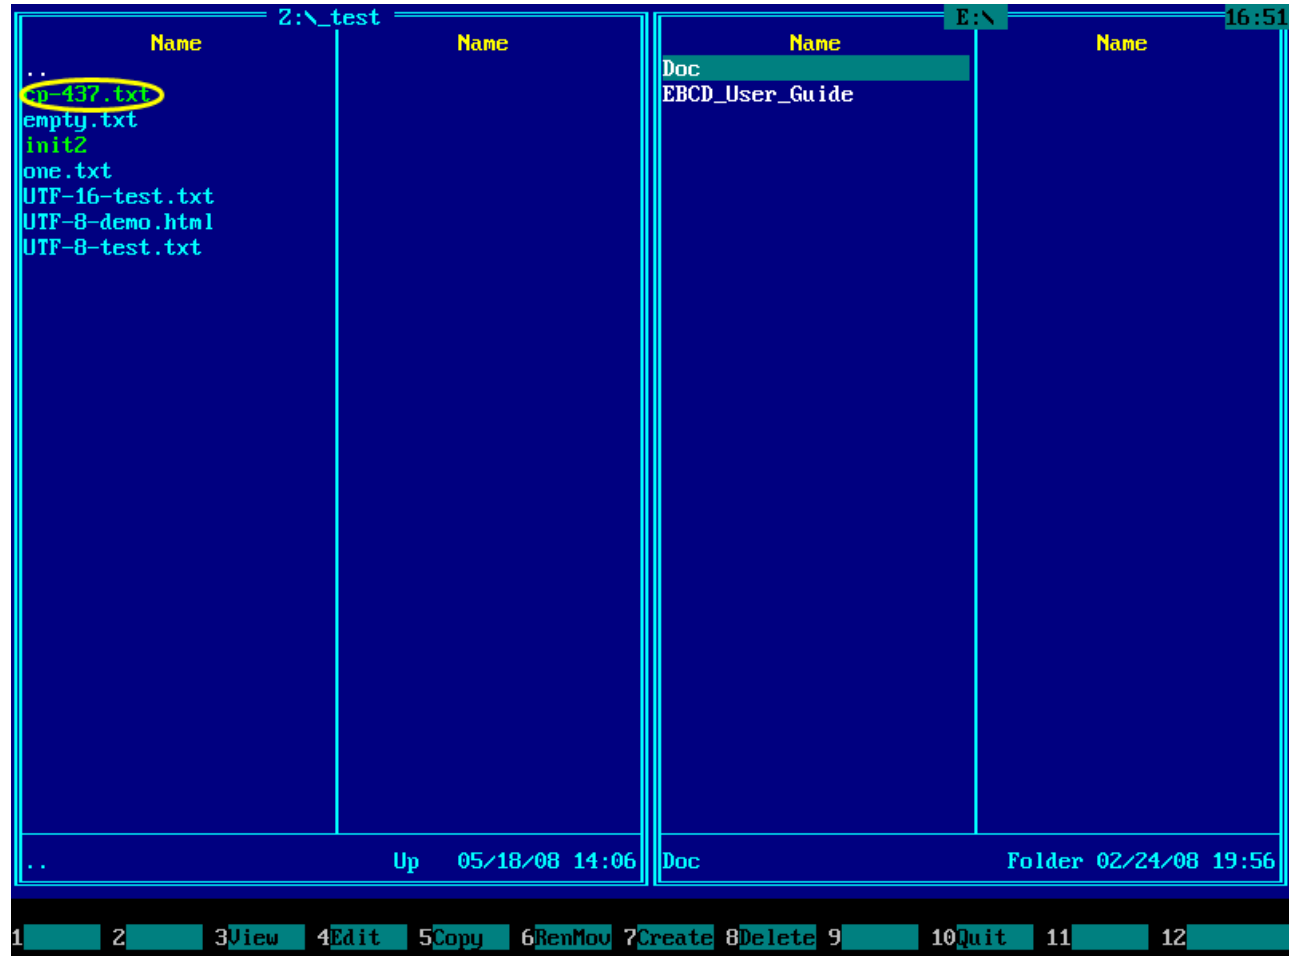 Z:\_test
Name Name
..
cp-437.txt
empty.txt
init2
one.txt
UTF-16-test.txt
UTF-8-demo.html
UTF-8-test.txt
.. Up 05/18/08 14:06
E:\ 16:51
Name Name
Doc
EBCD_User_Guide
Doc Folder 02/24/08 19:56
1 2 3View 4Edit 5Copy 6RenMov 7Create 8Delete 9 10Quit 11 12